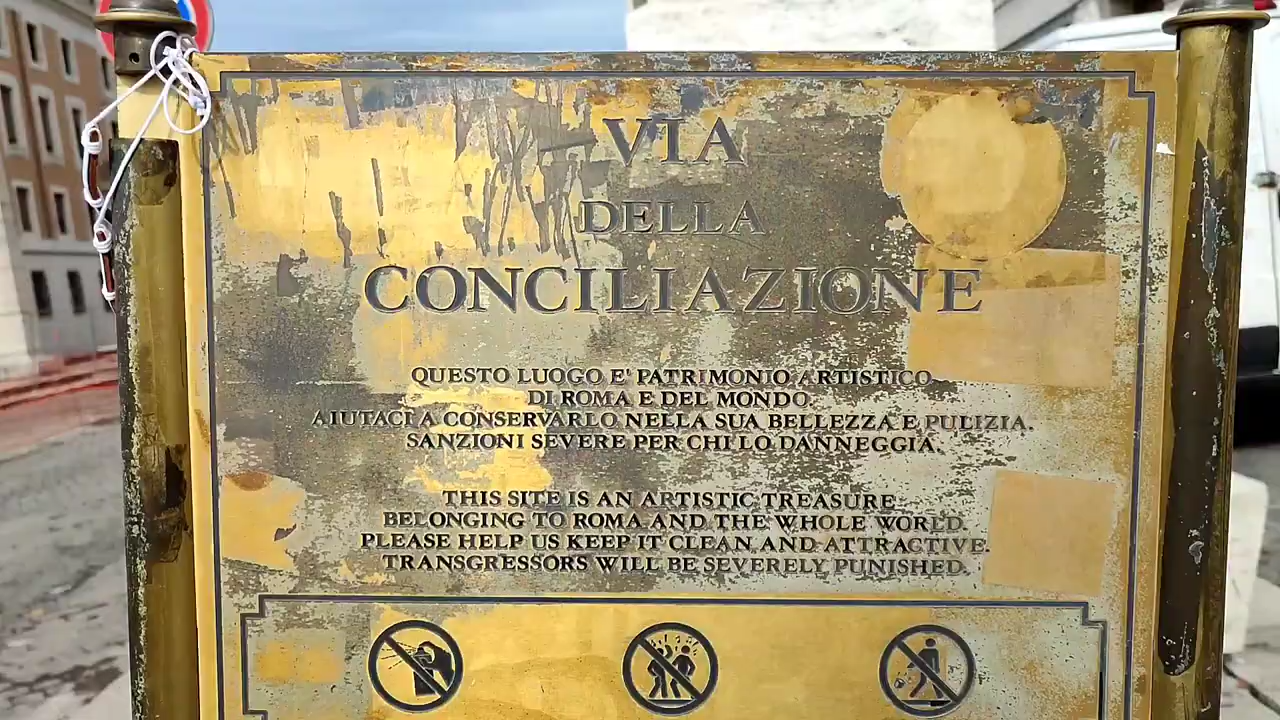 VIA
DELLA
CONCILIAZIONE
QUESTO LUOGO E' PATRIMONIO ARTISTICO
DI ROMA E DEL MONDO.
AIUTACI A CONSERVARLO NELLA SUA BELLEZZA E PULIZIA.
SANZIONI SEVERE PER CHI LO DANNEGGIA.
THIS SITE IS AN ARTISTIC TREASURE
BELONGING TO ROMA AND THE WHOLE WORLD.
PLEASE HELP US KEEP IT CLEAN AND ATTRACTIVE.
TRANSGRESSORS WILL BE SEVERELY PUNISHED.